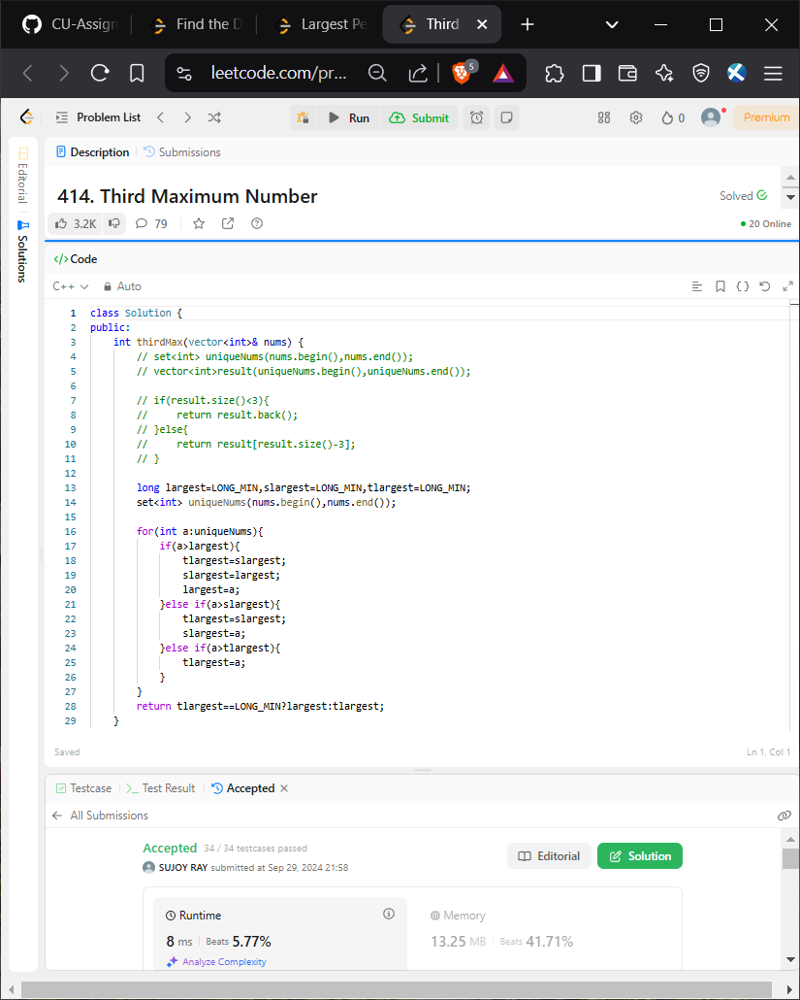 CU-Assign
Find the D
Largest Pe
Third
leetcode.com/pr...
5
Problem List
Run
Submit
0
Premium
Editorial
Solutions
Description
Submissions
414. Third Maximum Number
Solved
3.2K
79
20 Online
</> Code
C++
Auto
1 class Solution {
2 public:
3     int thirdMax(vector<int>& nums) {
4         // set<int> uniqueNums(nums.begin(),nums.end());
5         // vector<int>result(uniqueNums.begin(),uniqueNums.end());
6
7         // if(result.size()<3){
8         //     return result.back();
9         // }else{
10         //     return result[result.size()-3];
11         // }
12
13         long largest=LONG_MIN,slargest=LONG_MIN,tlargest=LONG_MIN;
14         set<int> uniqueNums(nums.begin(),nums.end());
15
16         for(int a:uniqueNums){
17             if(a>largest){
18                 tlargest=slargest;
19                 slargest=largest;
20                 largest=a;
21             }else if(a>slargest){
22                 tlargest=slargest;
23                 slargest=a;
24             }else if(a>tlargest){
25                 tlargest=a;
26             }
27         }
28         return tlargest==LONG_MIN?largest:tlargest;
29     }
Saved
Ln 1, Col 1
Testcase
Test Result
Accepted
All Submissions
Accepted 34 / 34 testcases passed
SUJOY RAY submitted at Sep 29, 2024 21:58
Editorial
Solution
Runtime
8 ms Beats 5.77%
Analyze Complexity
Memory
13.25 MB Beats 41.71%